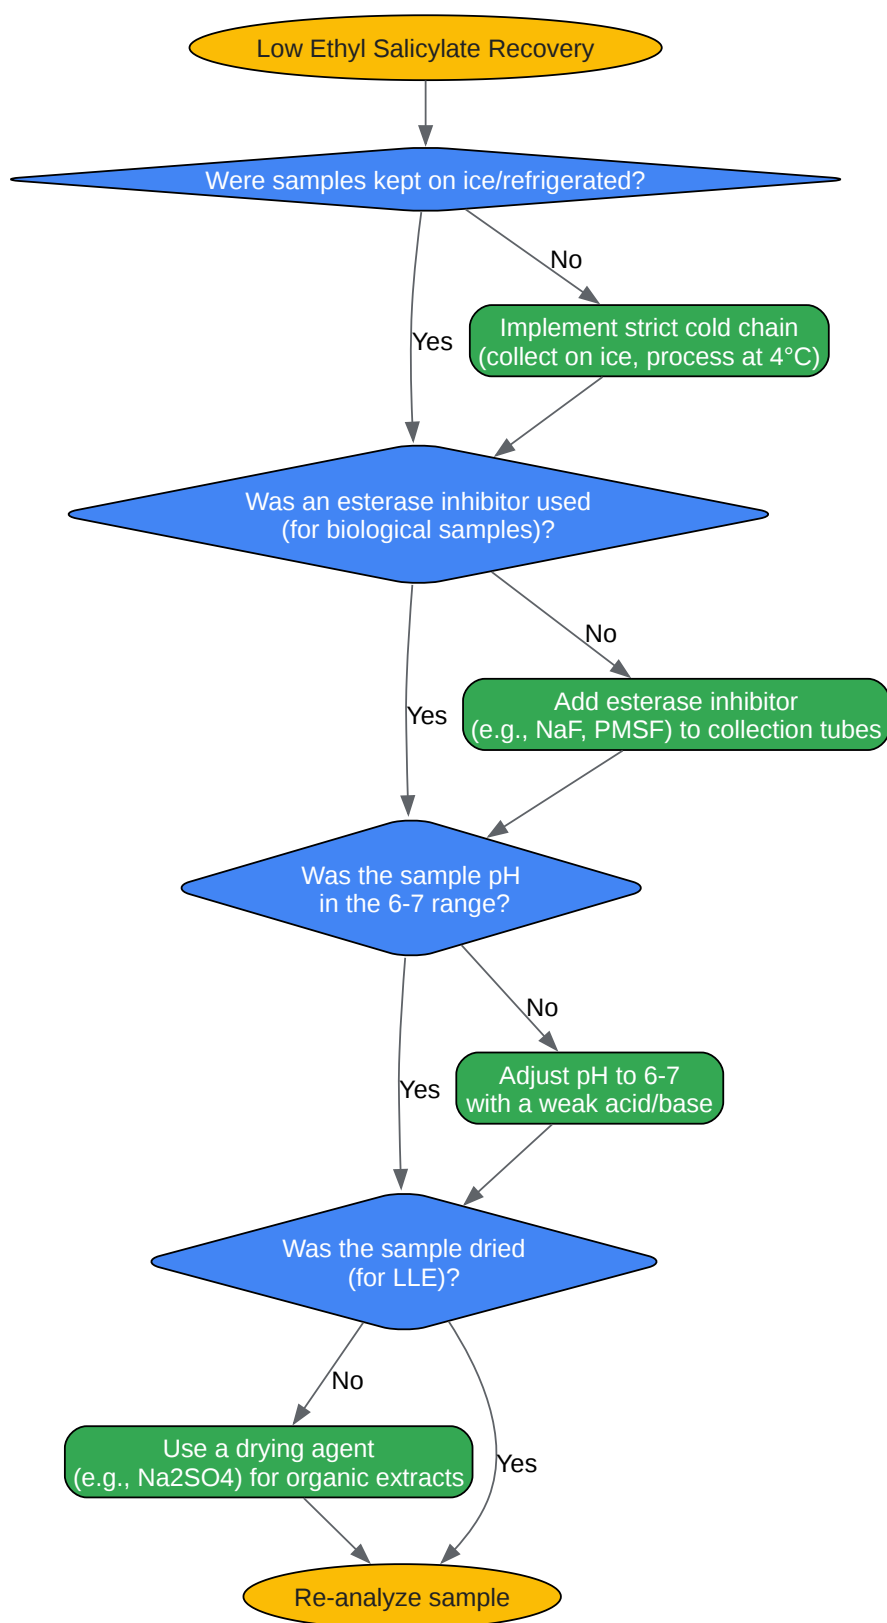 Low Ethyl Salicylate Recovery
Were samples kept on ice/refrigerated?
No
Implement strict cold chain
(collect on ice, process at 4°C)
Yes
Was an esterase inhibitor used
(for biological samples)?
No
Add esterase inhibitor
(e.g., NaF, PMSF) to collection tubes
Yes
Was the sample pH
in the 6-7 range?
No
Adjust pH to 6-7
with a weak acid/base
Yes
Was the sample dried
(for LLE)?
No
Use a drying agent
(e.g., Na2SO4) for organic extracts
Yes
Re-analyze sample